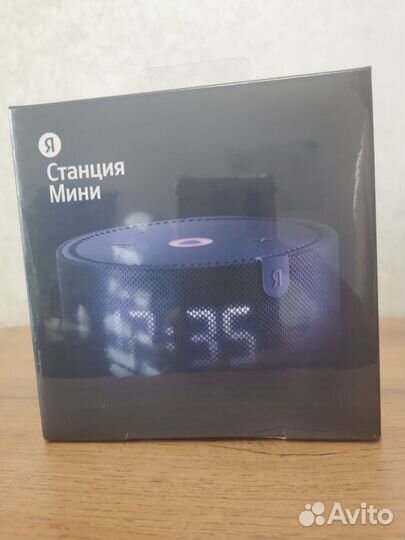 Я
Станция
Мини
Я
12:35
Avito